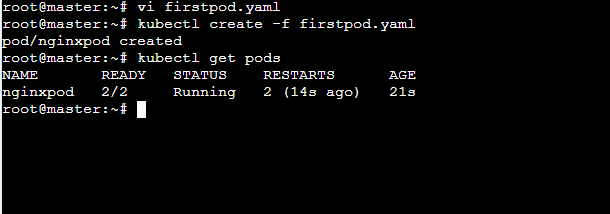 root@master:~# vi firstpod.yaml
root@master:~# kubectl create -f firstpod.yaml
pod/nginxpod created
root@master:~# kubectl get pods
NAME READY STATUS RESTARTS AGE
nginxpod 2/2 Running 2 (14s ago) 21s
root@master:~#